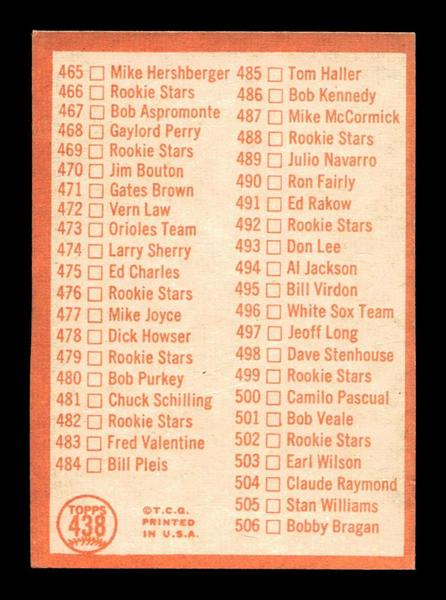 465 Mike Hershberger
466 Rookie Stars
467 Bob Aspromonte
468 Gaylord Perry
469 Rookie Stars
470 Jim Bouton
471 Gates Brown
472 Vern Law
473 Orioles Team
474 Larry Sherry
475 Ed Charles
476 Rookie Stars
477 Mike Joyce
478 Dick Howser
479 Rookie Stars
480 Bob Purkey
481 Chuck Schilling
482 Rookie Stars
483 Fred Valentine
484 Bill Pleis
TOPPS
438
©T.C.G.
PRINTED
IN U.S.A.
485 Tom Haller
486 Bob Kennedy
487 Mike McCormick
488 Rookie Stars
489 Julio Navarro
490 Ron Fairly
491 Ed Rakow
492 Rookie Stars
493 Don Lee
494 Al Jackson
495 Bill Virdon
496 White Sox Team
497 Jeoff Long
498 Dave Stenhouse
499 Rookie Stars
500 Camilo Pascual
501 Bob Veale
502 Rookie Stars
503 Earl Wilson
504 Claude Raymond
505 Stan Williams
506 Bobby Bragan